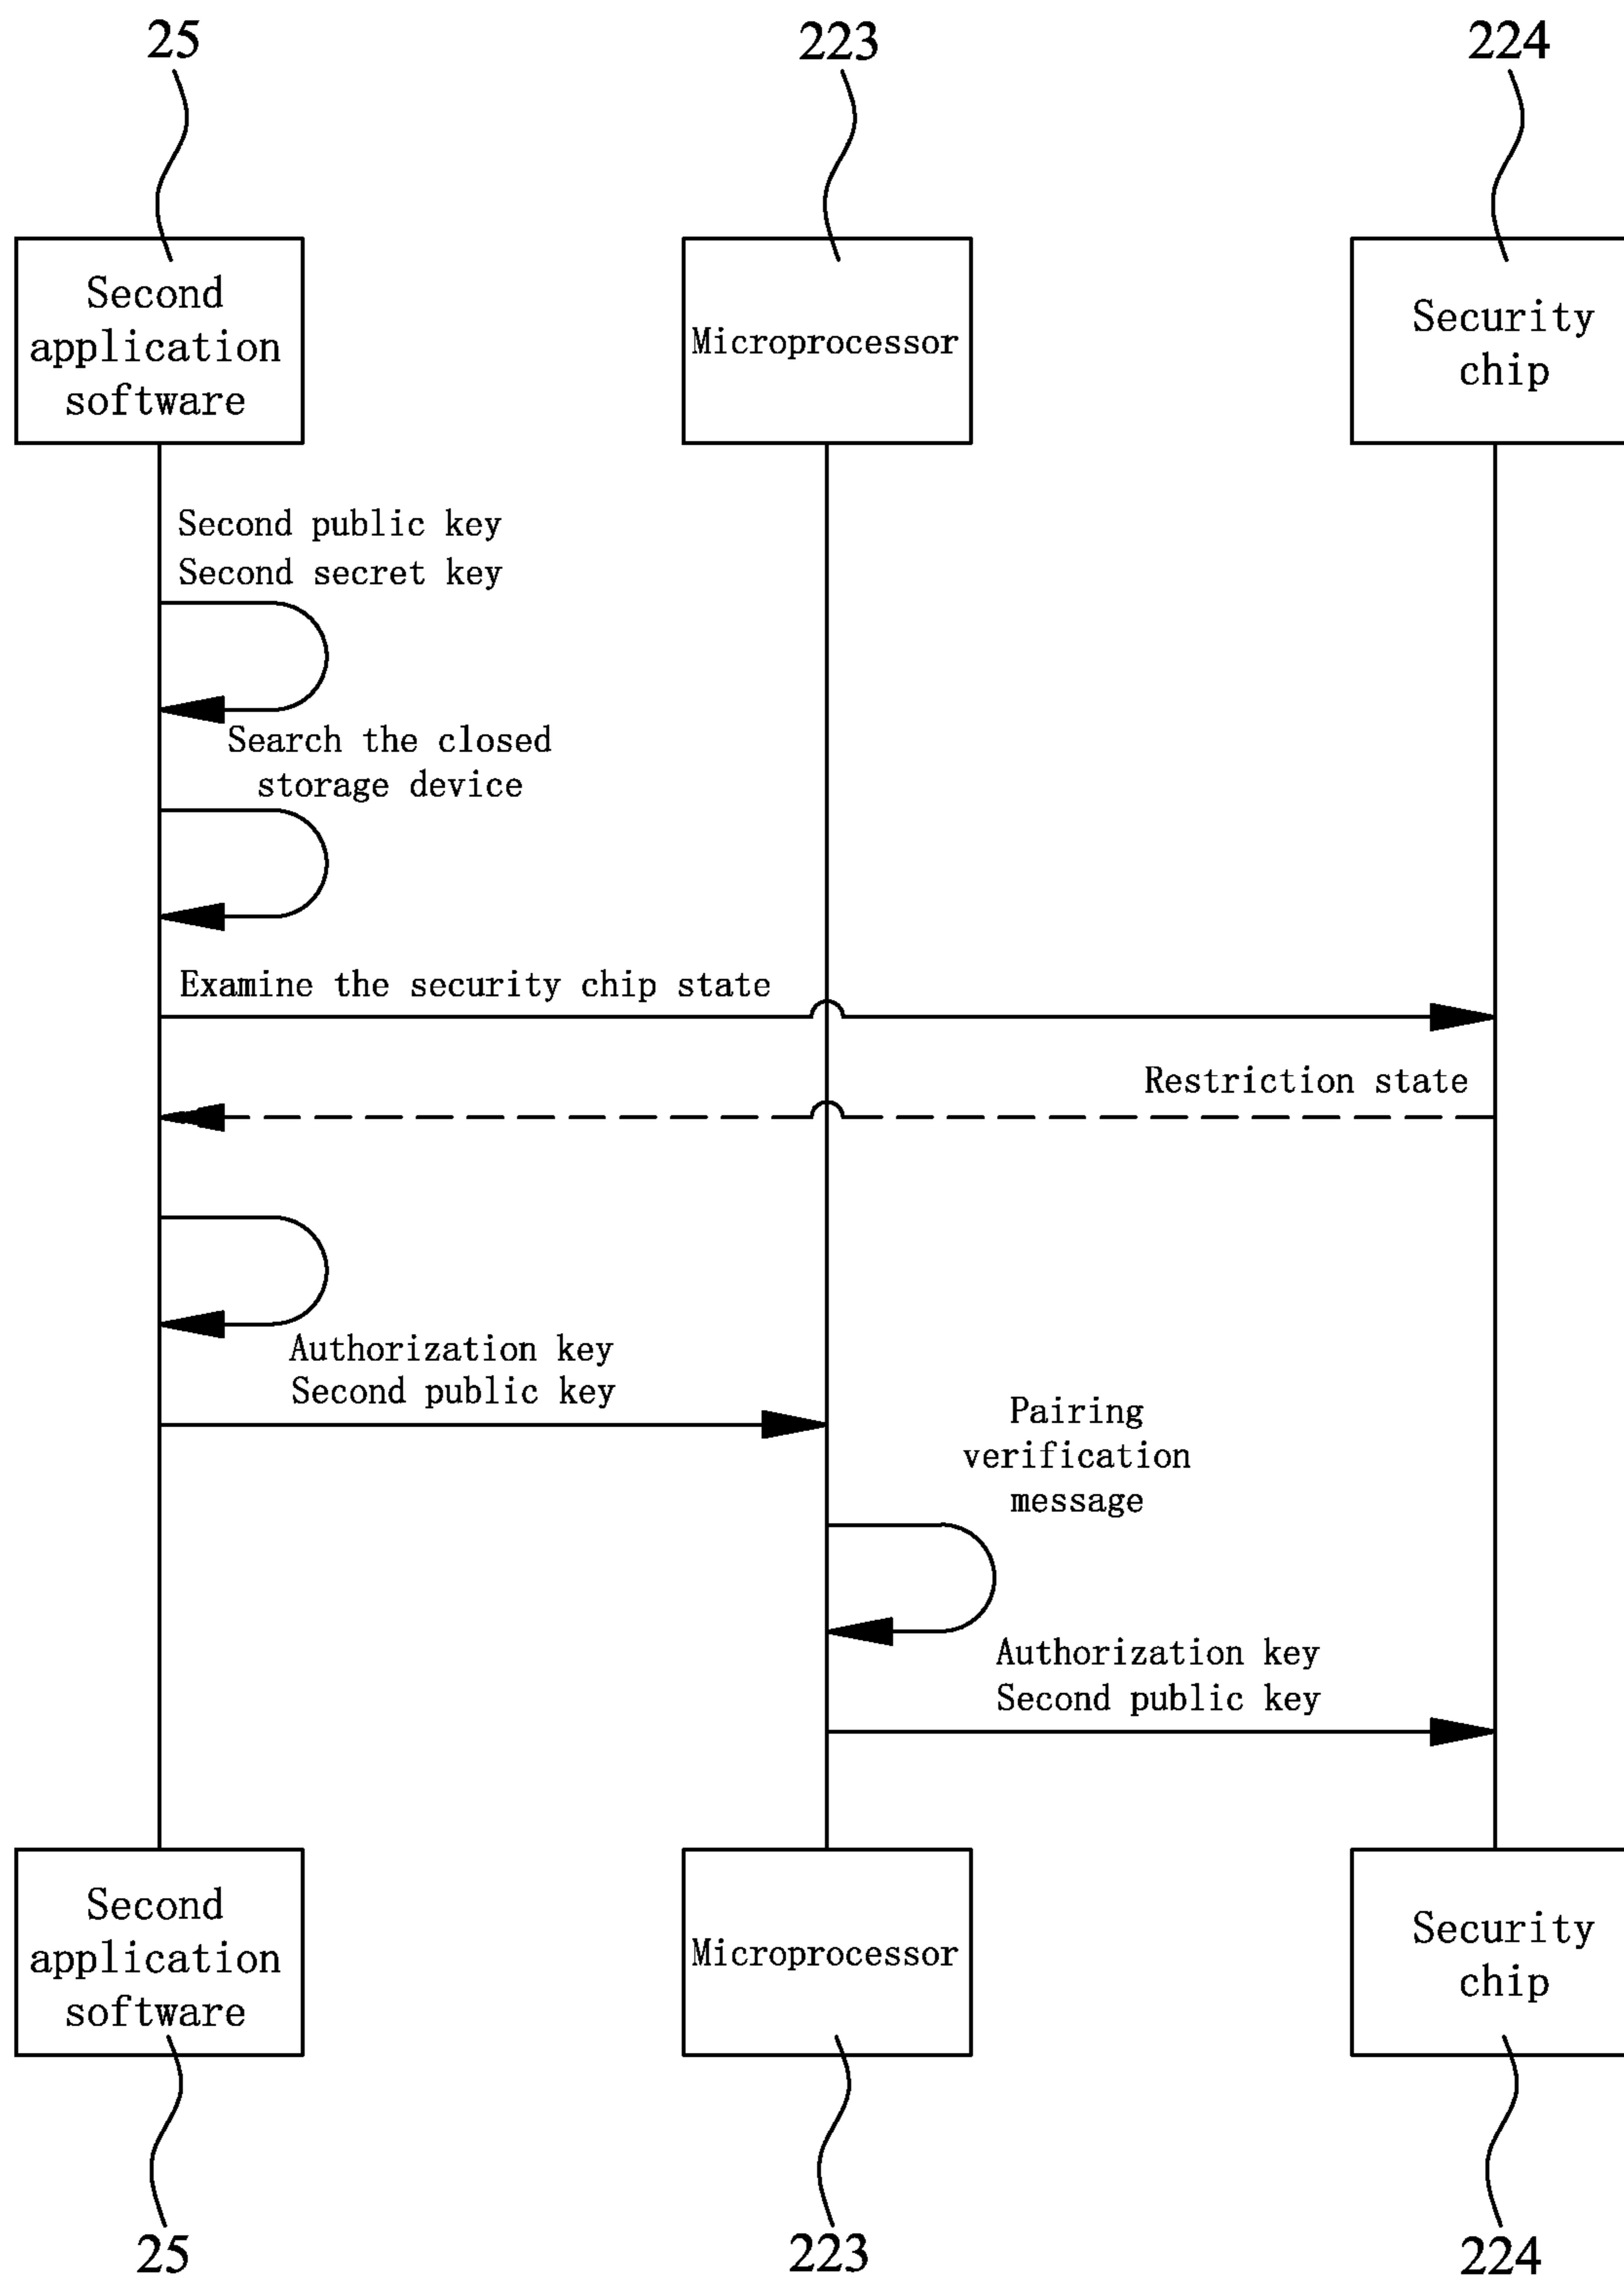 25
223
224
Second
application
software
Microprocessor
Security
chip
Second public key
Second secret key
Search the closed
storage device
Examine the security chip state
Restriction state
Authorization key
Second public key
Pairing
verification
message
Authorization key
Second public key
Second
application
software
Microprocessor
Security
chip
25
223
224